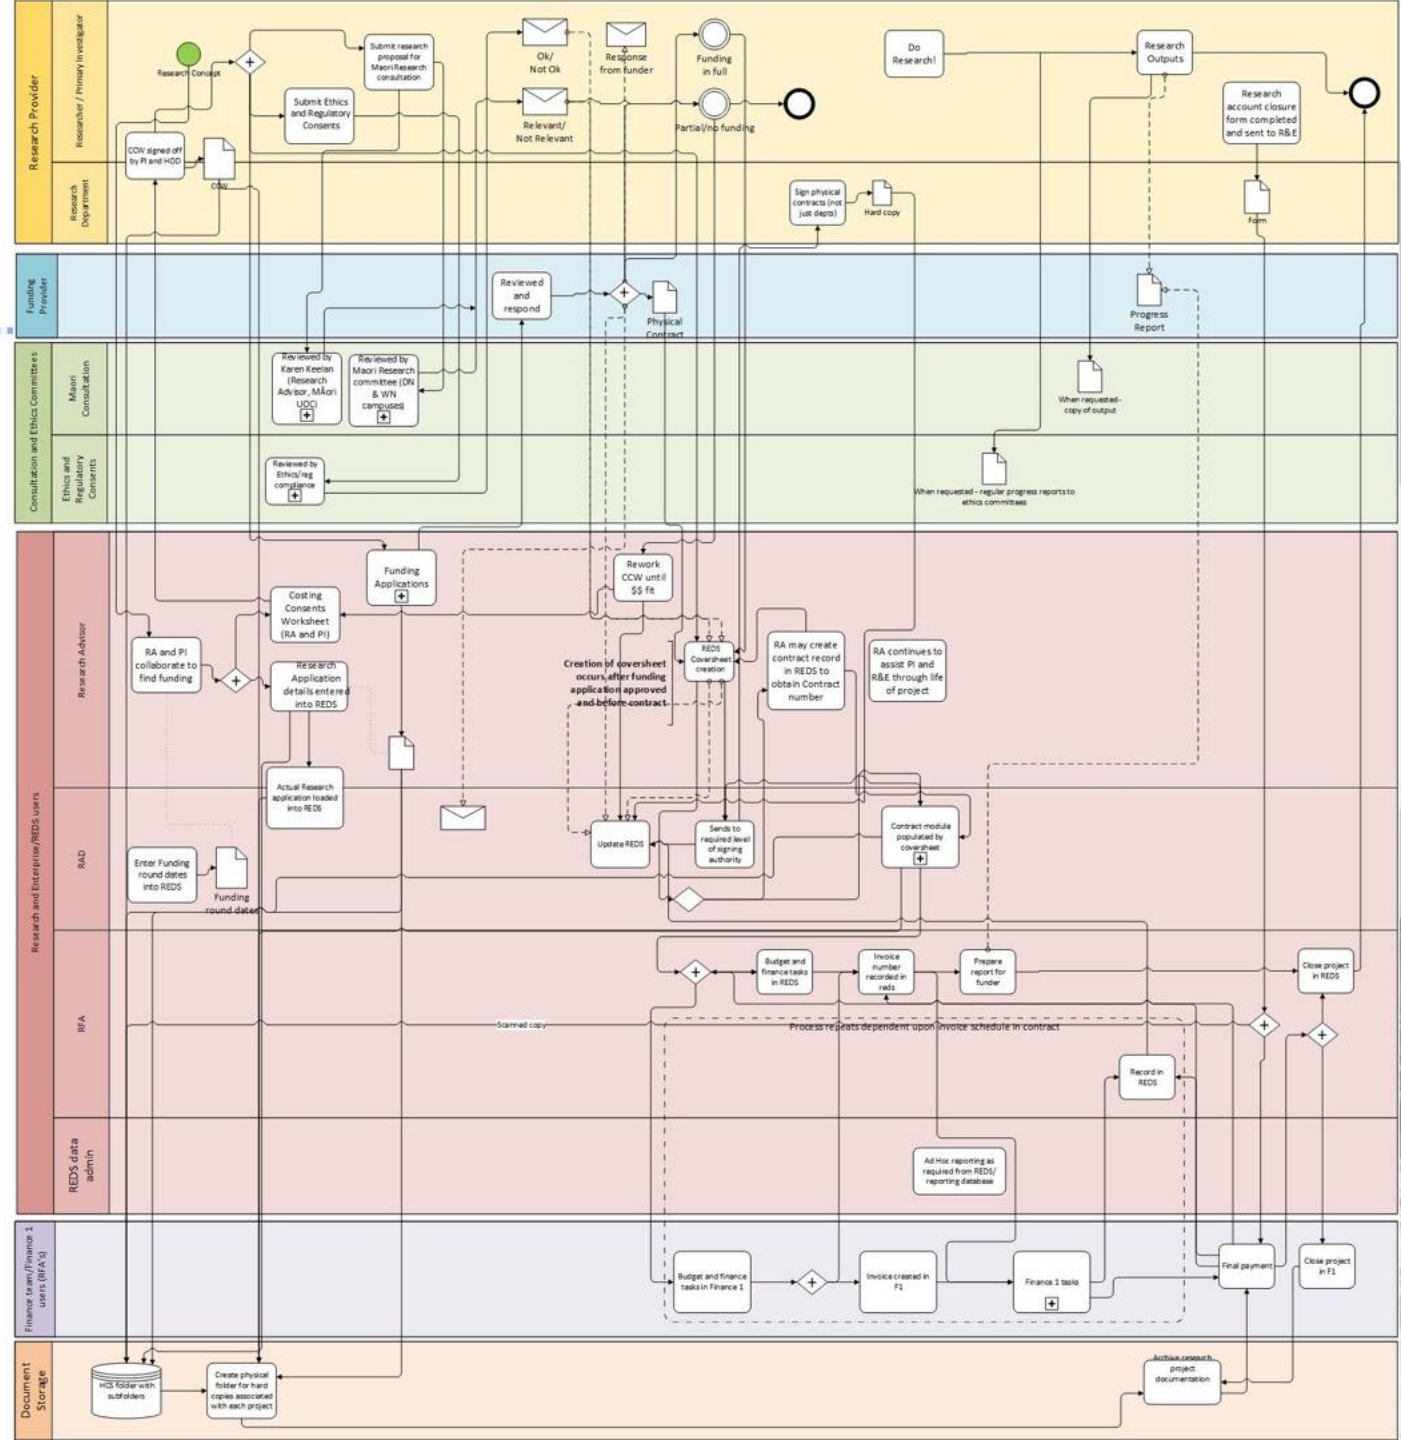 Research Provider
Researcher / Primary Investigator
Research Concept
Submit research
proposal for
Maori Research
consultation
Submit Ethics
and Regulatory
Consents
CCW signed off
by PI and HOD
CCW
Ok/
Not Ok
Response
from funder
Relevant/
Not Relevant
Funding
in full
Partial/no funding
Do
Research!
Research
Outputs
Research
account closure
form completed
and sent to R&E
Research
Department
Sign physical
contracts (not
just depts)
Hard copy
Form
Funding
Provider
Reviewed
and
respond
Physical
Contract
Progress
Report
Consultation and Ethics Committees
Maori
Consultation
Reviewed by
Karen Keelan
(Research
Advisor, MÃori
UOC)
Reviewed by
Maori Research
committee (DN
& WN
campuses)
When requested-
copy of output
Ethics and
Regulatory
Consents
Reviewed by
Ethics/reg
compliance
When requested - regular progress reports to
ethics committees
Research and Enterprise/REDS users
Research Advisor
Funding
Applications
Costing
Consents
Worksheet
(RA and PI)
RA and PI
collaborate to
find funding
Research
Application
details entered
into REDS
Actual Research
application loaded
into REDS
Rework
CCW until
$$ fit
Creation of coversheet
occurs after funding
application approved
and before contract
REDS
Coversheet
creation
RA may create
contract record
in REDS to
obtain Contract
number
RA continues to
assist PI and
R&E through life
of project
RAD
Enter Funding
round dates
into REDS
Funding
round dates
Update REDS
Sends to
required level
of signing
authority
Contract module
populated by
coversheet
RFA
Budget and
finance tasks
in REDS
Invoice
number
recorded in
reds
Prepare
report for
funder
Close project
in REDS
Scanned copy
Process repeats dependent upon invoice schedule in contract
Record in
REDS
REDS data
admin
Ad Hoc reporting as
required from REDS/
reporting database
Finance team/Finance 1
users (RFA's)
Budget and finance
tasks in Finance 1
Invoice created in
F1
Finance 1 tasks
Final payment
Close project
in F1
Document
Storage
HCS folder with
subfolders
Create physical
folder for hard
copies associated
with each project
Archive research
project
documentation